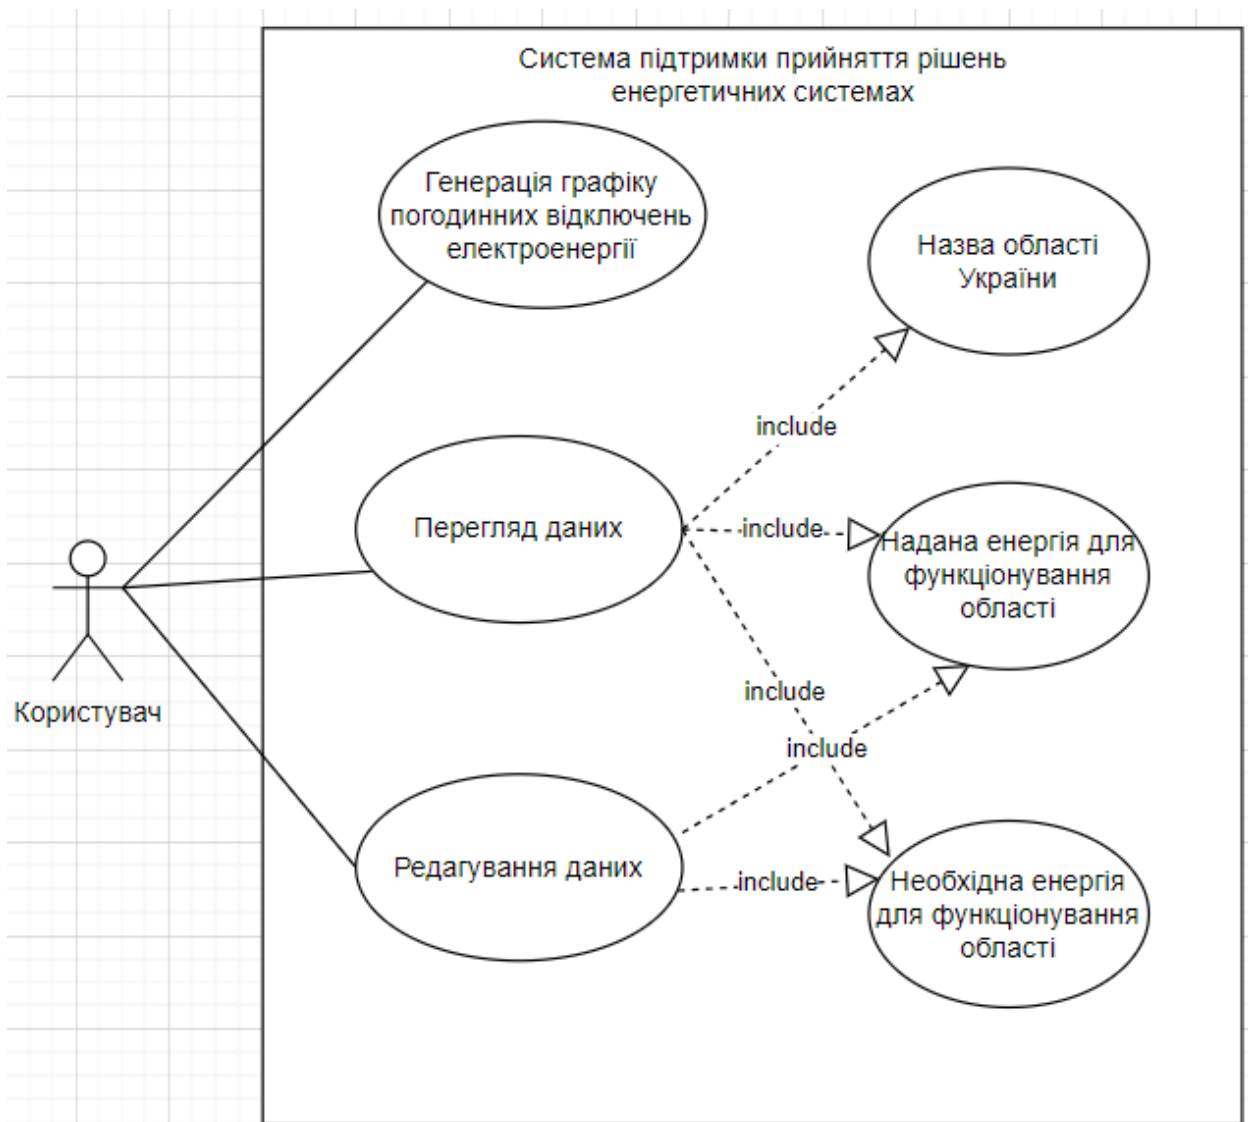 Система підтримки прийняття рішень
енергетичних системах
Генерація графіку
погодинних відключень
електроенергії
Назва області
України
include
Перегляд даних
include
Надана енергія для
функціонування
області
include
Користувач
include
Редагування даних
include
Необхідна енергія
для функціонування
області